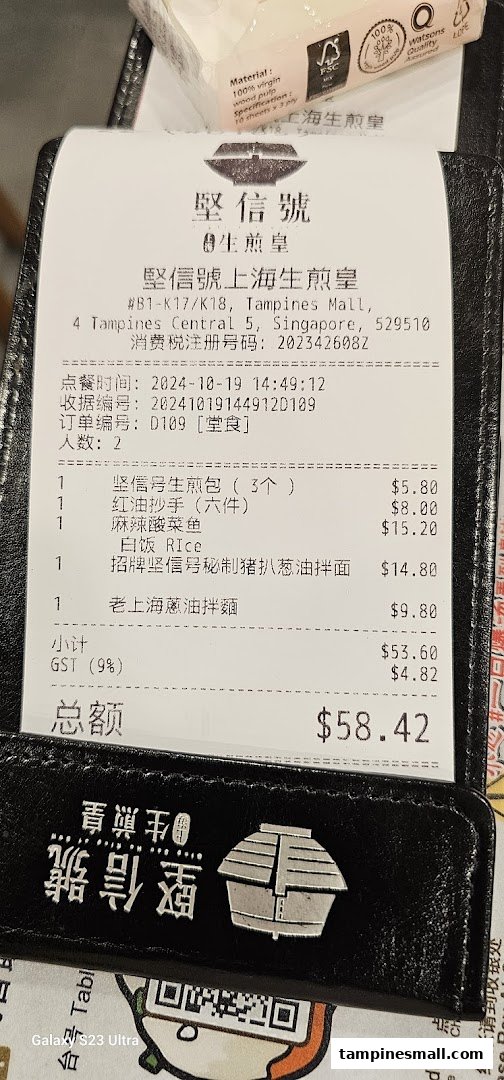 Material :
100% virgin
wood pulp
Specification :
10 sheets x 3 ply
FSC
100%
Watsons
Quality
Assured
上海生煎皇
堅信號
生煎皇
堅信號上海生煎皇
#B1-K17/K18, Tampines Mall,
4 Tampines Central 5, Singapore, 529510
消费税注册号码: 202342608Z
点餐时间: 2024-10-19 14:49:12
收据编号: 20241019144912D109
订单编号: D109 [堂食]
人数: 2
1 坚信号生煎包 ( 3个 ) $5.80
1 红油抄手 (六件) $8.00
1 麻辣酸菜鱼 $15.20
白饭 RIce
1 招牌坚信号秘制猪扒葱油拌面 $14.80
1 老上海蔥油拌麵 $9.80
小计 $53.60
GST (9%) $4.82
总额 $58.42
堅信號
生煎皇
台号 Tabl
Galaxy S23 Ultra
tampinesmall.com